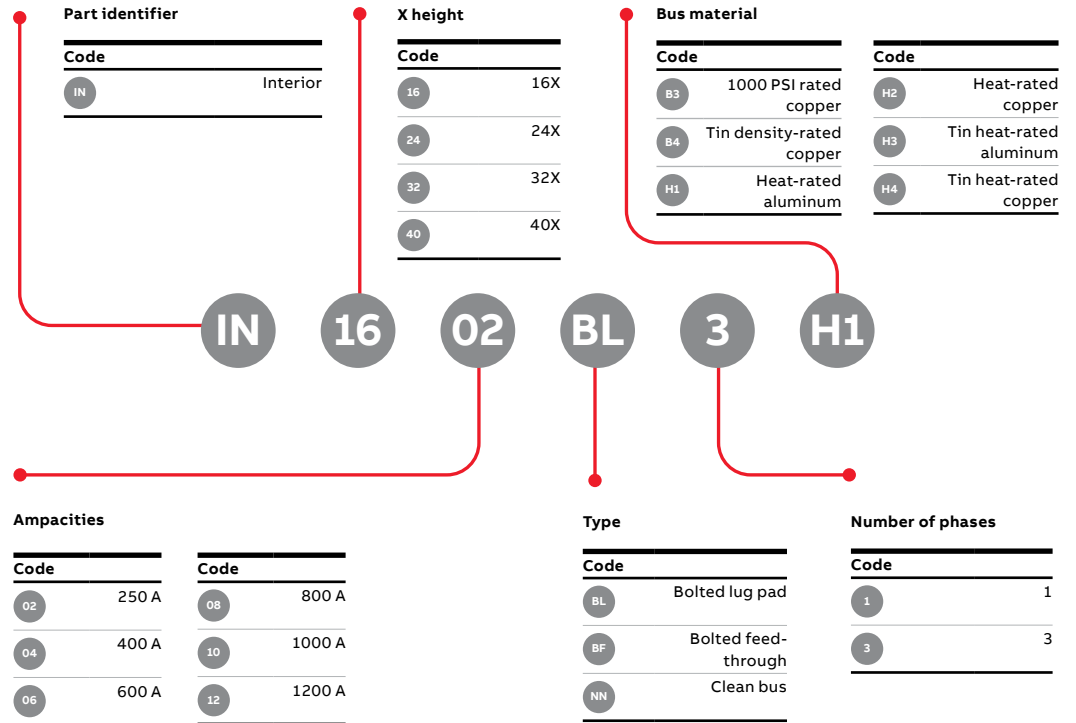 Part identifier
Code
IN Interior
X height
Code
16 16X
24 24X
32 32X
40 40X
Bus material
Code
B3 1000 PSI rated
copper
B4 Tin density-rated
copper
H1 Heat-rated
aluminum
Code
H2 Heat-rated
copper
H3 Tin heat-rated
aluminum
H4 Tin heat-rated
copper
IN 16 02 BL 3 H1
Ampacities
Code
02 250 A
04 400 A
06 600 A
Code
08 800 A
10 1000 A
12 1200 A
Type
Code
BL Bolted lug pad
BF Bolted feed-
through
NN Clean bus
Number of phases
Code
1 1
3 3